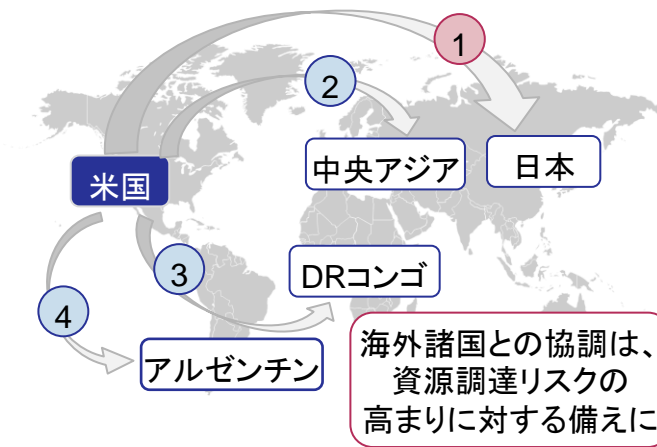 1
2
中央アジア
日本
米国
3
DRコンゴ
4
アルゼンチン
海外諸国との協調は、
資源調達リスクの
高まりに対する備えに